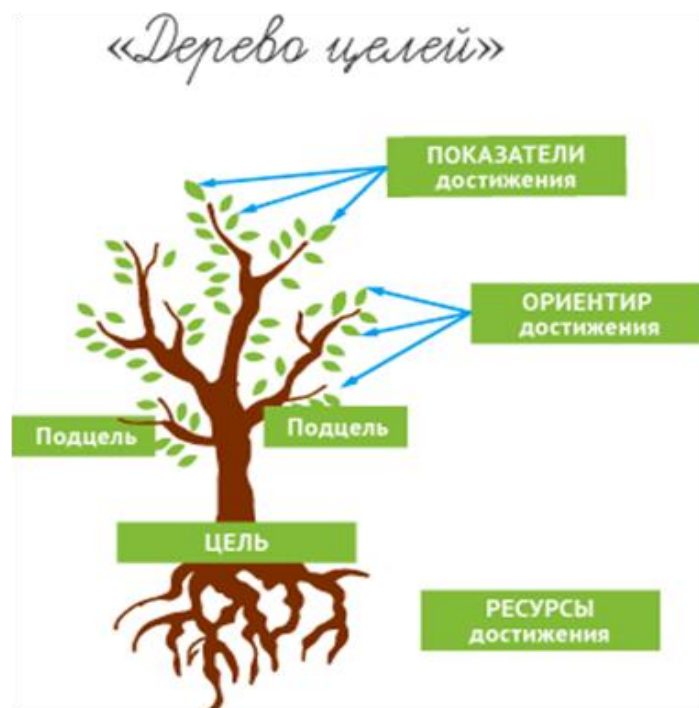 «Дерево целей»
ПОКАЗАТЕЛИ
достижения
ОРИЕНТИР
достижения
Подцель
Подцель
ЦЕЛЬ
РЕСУРСЫ
достижения